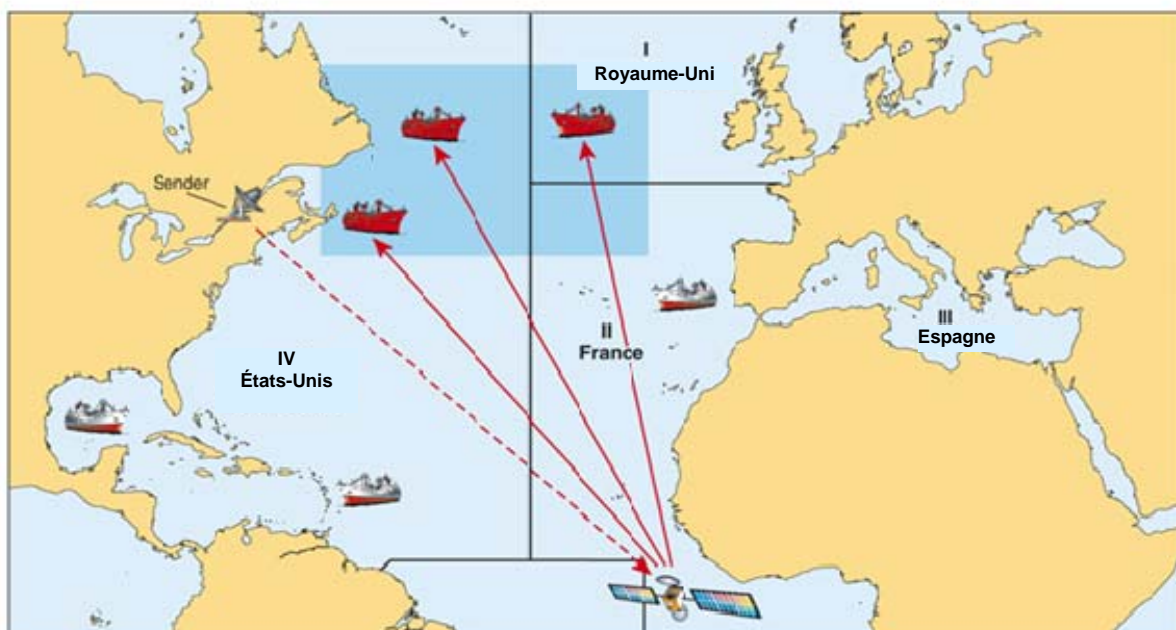 I
Royaume-Uni
Sender
II
France
III
Espagne
IV
États-Unis